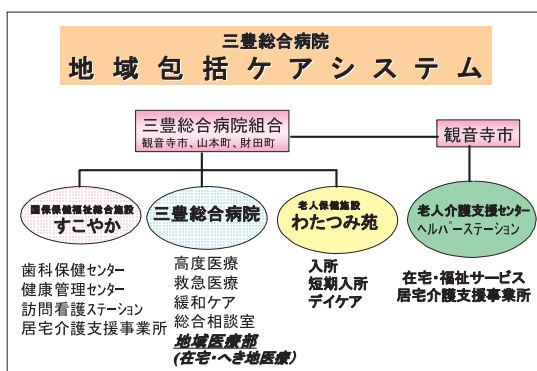 三豊総合病院
地域包括ケアシステム
三豊総合病院組合
観音寺市、山本町、財田町
観音寺市
国保保健福祉総合施設
すこやか
三豊総合病院
老人保健施設
わたつみ苑
老人介護支援センター
ヘルパーステーション
歯科保健センター
健康管理センター
訪問看護ステーション
居宅介護支援事業所
高度医療
救急医療
緩和ケア
総合相談室
地域医療部
(在宅・へき地医療)
入所
短期入所
デイケア
在宅・福祉サービス
居宅介護支援事業所